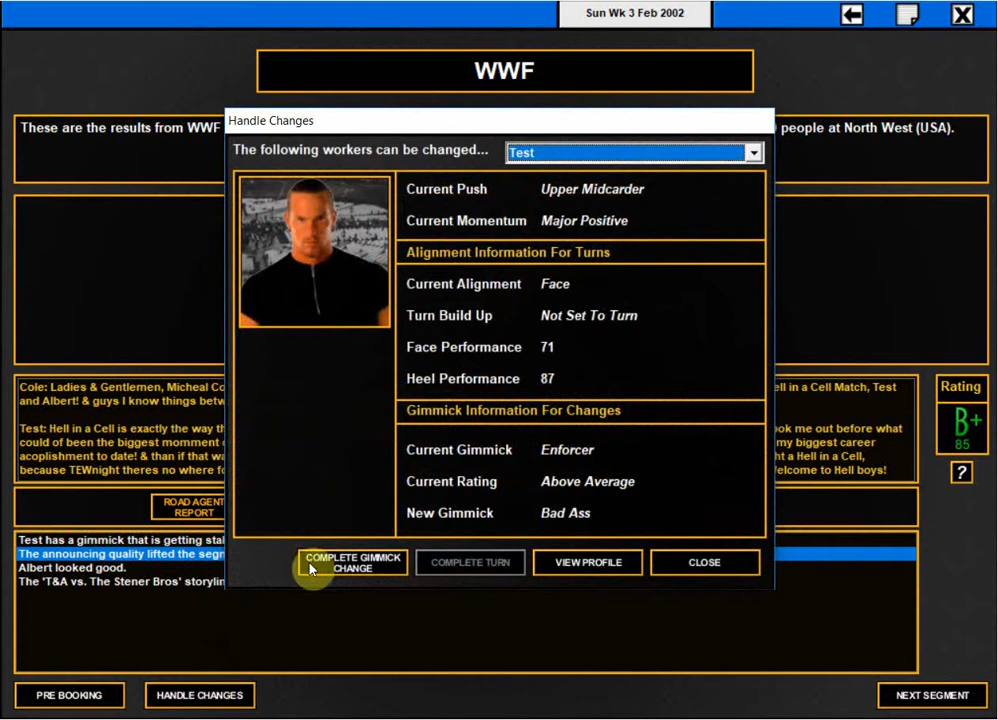 Sun Wk 3 Feb 2002
WWF
These are the results from WWF
people at North West (USA).
Handle Changes
The following workers can be changed... Test
Current Push Upper Midcarder
Current Momentum Major Positive
Alignment Information For Turns
Current Alignment Face
Turn Build Up Not Set To Turn
Face Performance 71
Heel Performance 87
Gimmick Information For Changes
Current Gimmick Enforcer
Current Rating Above Average
New Gimmick Bad Ass
COMPLETE GIMMICK
CHANGE
COMPLETE TURN
VIEW PROFILE
CLOSE
Cole: Ladies & Gentlemen, Micheal Co
ell in a Cell Match, Test
and Albert! & guys I know things betw
Test: Hell in a Cell is exactly the way th
ok me out before what
could of been the biggest momment
my biggest career
acoplishment to date! & than if that wa
ht a Hell in a Cell,
because TEWnight theres no where fo
elcome to Hell boys!
Rating
B+
85
?
ROAD AGENT
REPORT
Test has a gimmick that is getting stal
The announcing quality lifted the segn
Albert looked good.
The 'T&A vs. The Stener Bros' storylin
PRE BOOKING
HANDLE CHANGES
NEXT SEGMENT